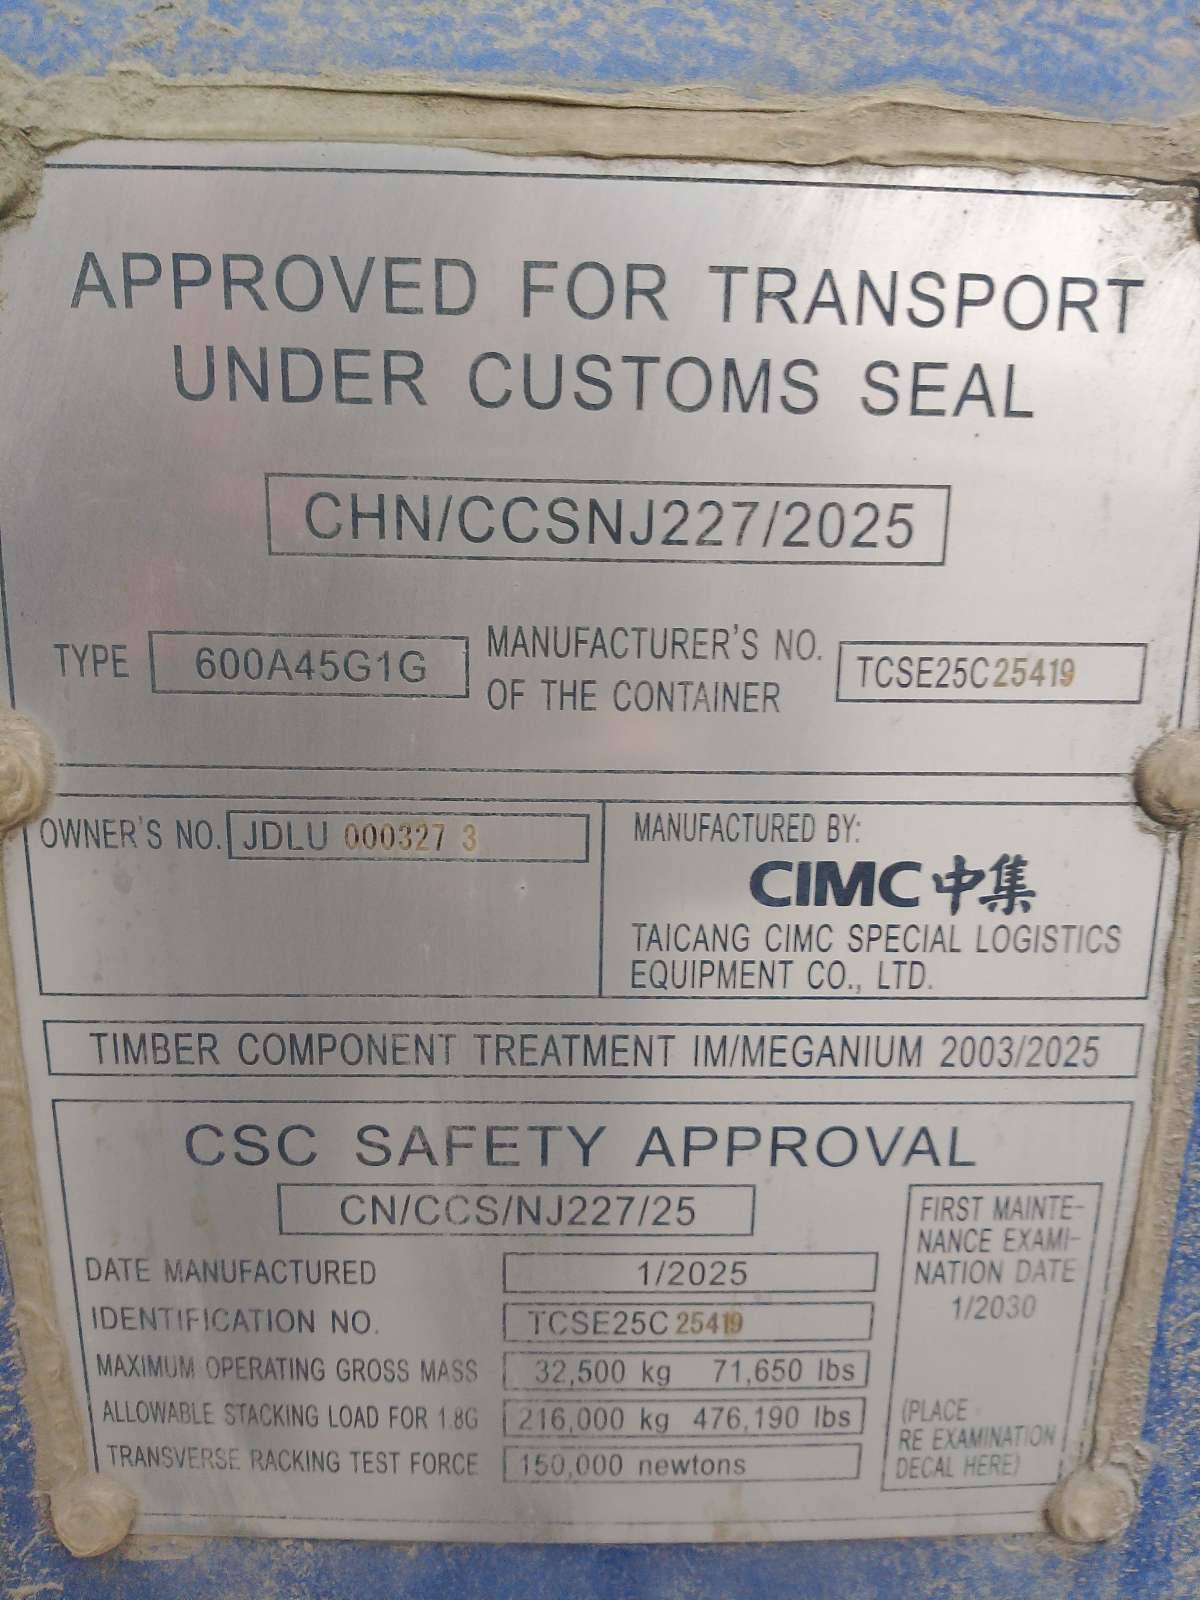 APPROVED FOR TRANSPORT
UNDER CUSTOMS SEAL
CHN/CCSNJ227/2025
TYPE 600A45G1G
MANUFACTURER'S NO.
OF THE CONTAINER
TCSE25C25419
OWNER'S NO. JDLU 000327 3
MANUFACTURED BY:
CIMC 中集
TAICANG CIMC SPECIAL LOGISTICS
EQUIPMENT CO., LTD.
TIMBER COMPONENT TREATMENT IM/MEGANIUM 2003/2025
CSC SAFETY APPROVAL
CN/CCS/NJ227/25
DATE MANUFACTURED 1/2025
IDENTIFICATION NO. TCSE25C25419
MAXIMUM OPERATING GROSS MASS 32,500 kg 71,650 lbs
ALLOWABLE STACKING LOAD FOR 1.8G 216,000 kg 476,190 lbs
TRANSVERSE RACKING TEST FORCE 150,000 newtons
FIRST MAINTE-
NANCE EXAMI-
NATION DATE
1/2030
(PLACE
RE EXAMINATION
DECAL HERE)